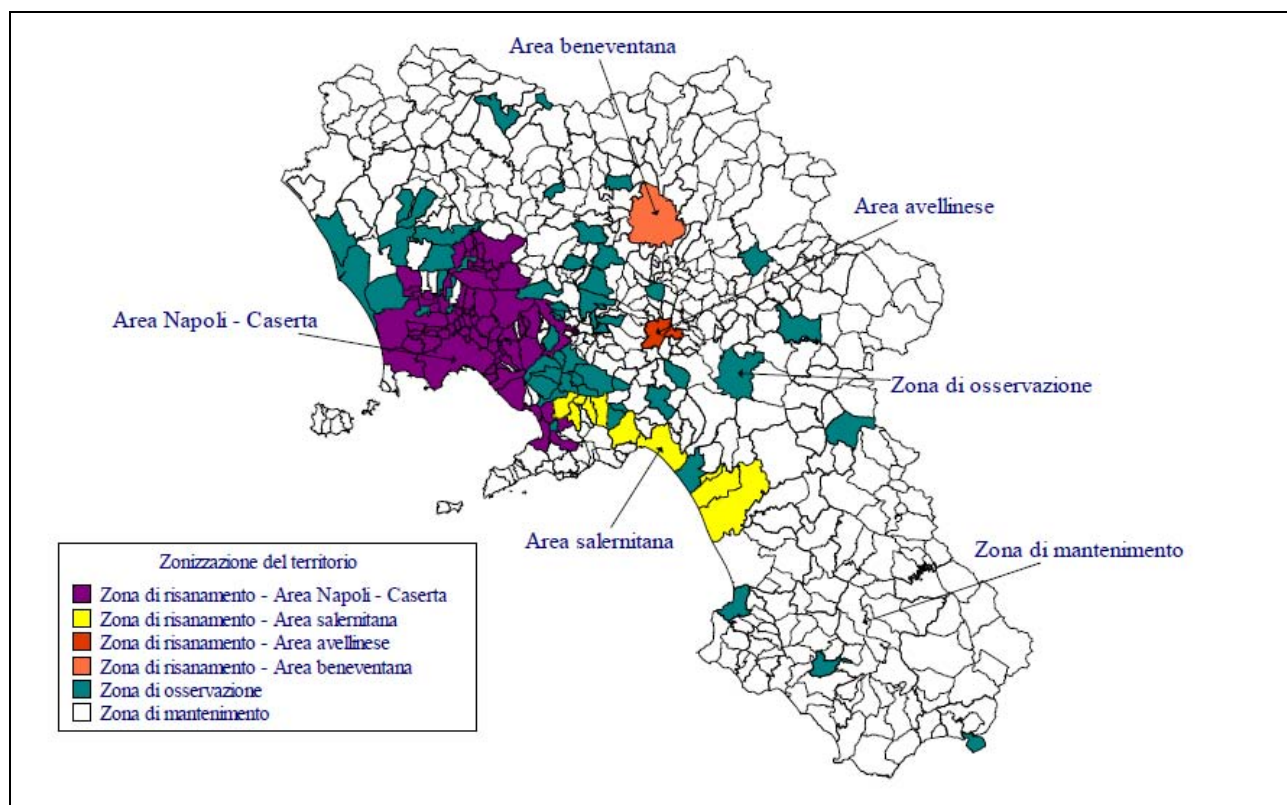 Area beneventana
Area avellinese
Area Napoli - Caserta
Zona di osservazione
Area salernitana
Zona di mantenimento
Zonizzazione del territorio
Zona di risanamento - Area Napoli - Caserta
Zona di risanamento - Area salernitana
Zona di risanamento - Area avellinese
Zona di risanamento - Area beneventana
Zona di osservazione
Zona di mantenimento